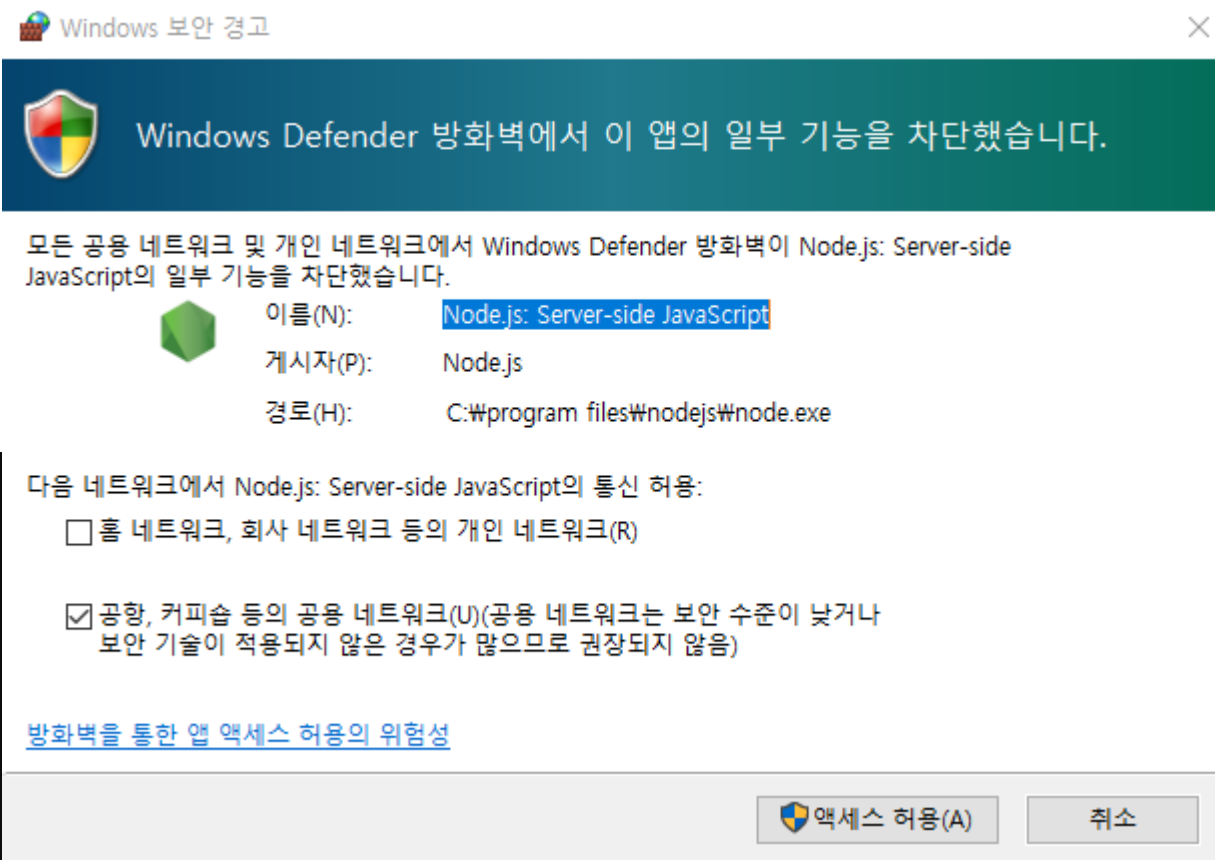 Windows 보안 경고
Windows Defender 방화벽에서 이 앱의 일부 기능을 차단했습니다.
모든 공용 네트워크 및 개인 네트워크에서 Windows Defender 방화벽이 Node.js: Server-side
JavaScript의 일부 기능을 차단했습니다.
이름(N): Node.js: Server-side JavaScript
게시자(P): Node.js
경로(H): C:₩program files₩nodejs₩node.exe
다음 네트워크에서 Node.js: Server-side JavaScript의 통신 허용:
홈 네트워크, 회사 네트워크 등의 개인 네트워크(R)
공항, 커피숍 등의 공용 네트워크(U)(공용 네트워크는 보안 수준이 낮거나
보안 기술이 적용되지 않은 경우가 많으므로 권장되지 않음)
방화벽을 통한 앱 액세스 허용의 위험성
액세스 허용(A) 취소